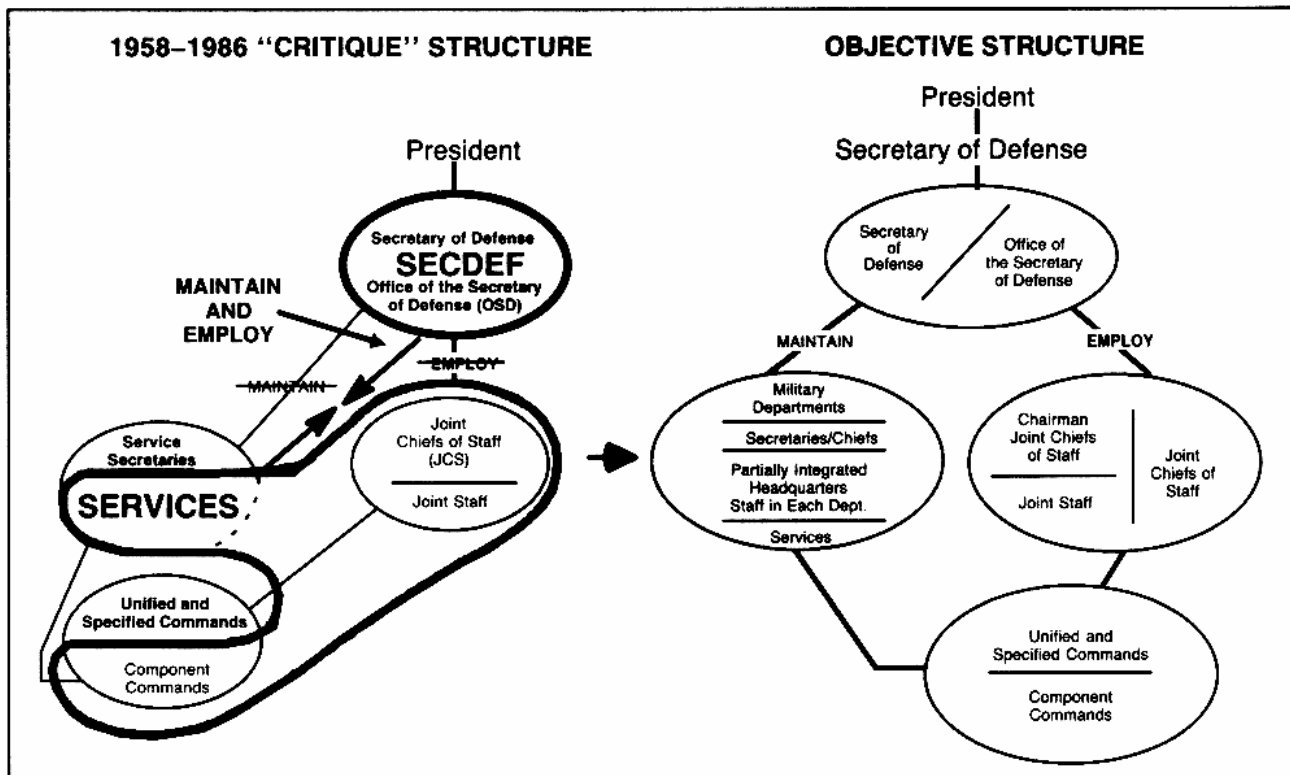 1958–1986 “CRITIQUE” STRUCTURE
President
Secretary of Defense
SECDEF
Office of the Secretary
of Defense (OSD)
MAINTAIN
AND
EMPLOY
EMPLOY
MAINTAIN
Joint
Chiefs of Staff
(JCS)
Joint Staff
Service
Secretaries
SERVICES
Unified and
Specified Commands
Component
Commands
OBJECTIVE STRUCTURE
President
Secretary of Defense
Secretary
of
Defense
Office of
the Secretary
of Defense
MAINTAIN
EMPLOY
Military
Departments
Secretaries/Chiefs
Partially Integrated
Headquarters
Staff in Each Dept.
Services
Chairman
Joint Chiefs
of Staff
Joint Staff
Joint
Chiefs of
Staff
Unified and
Specified Commands
Component
Commands